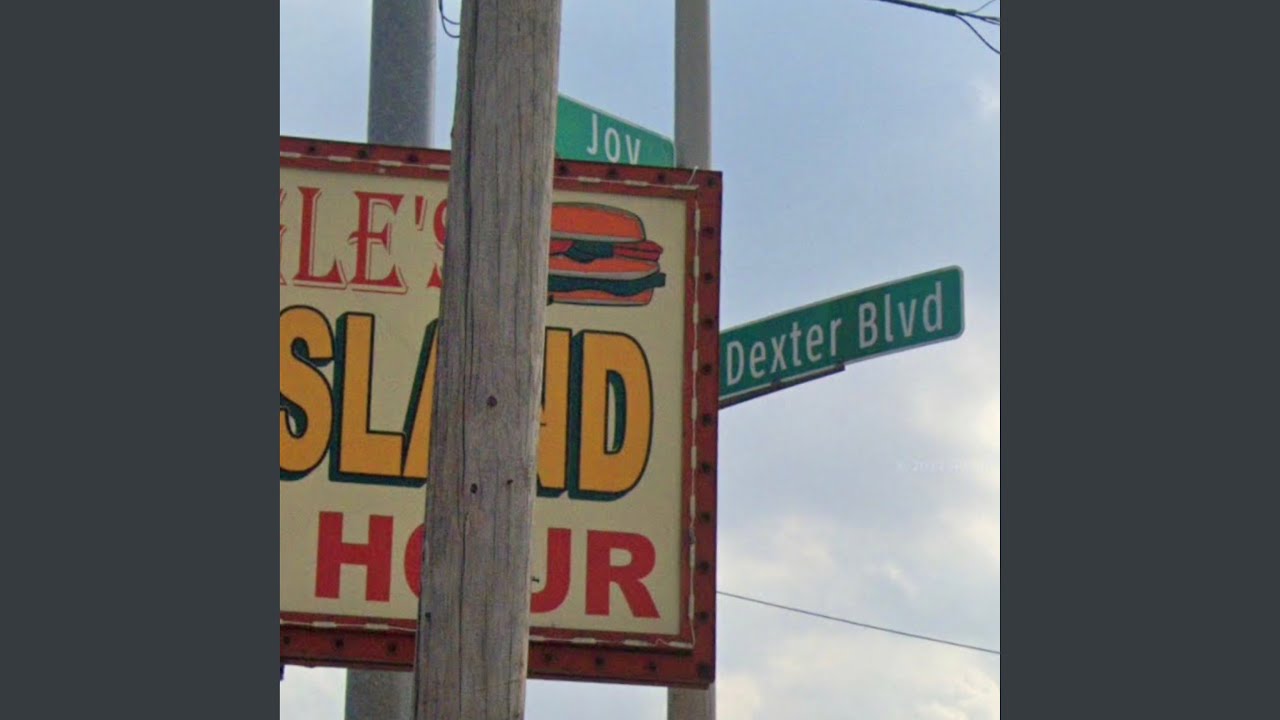 Joy
LE'S
SLAND
HOUR
Dexter Blvd